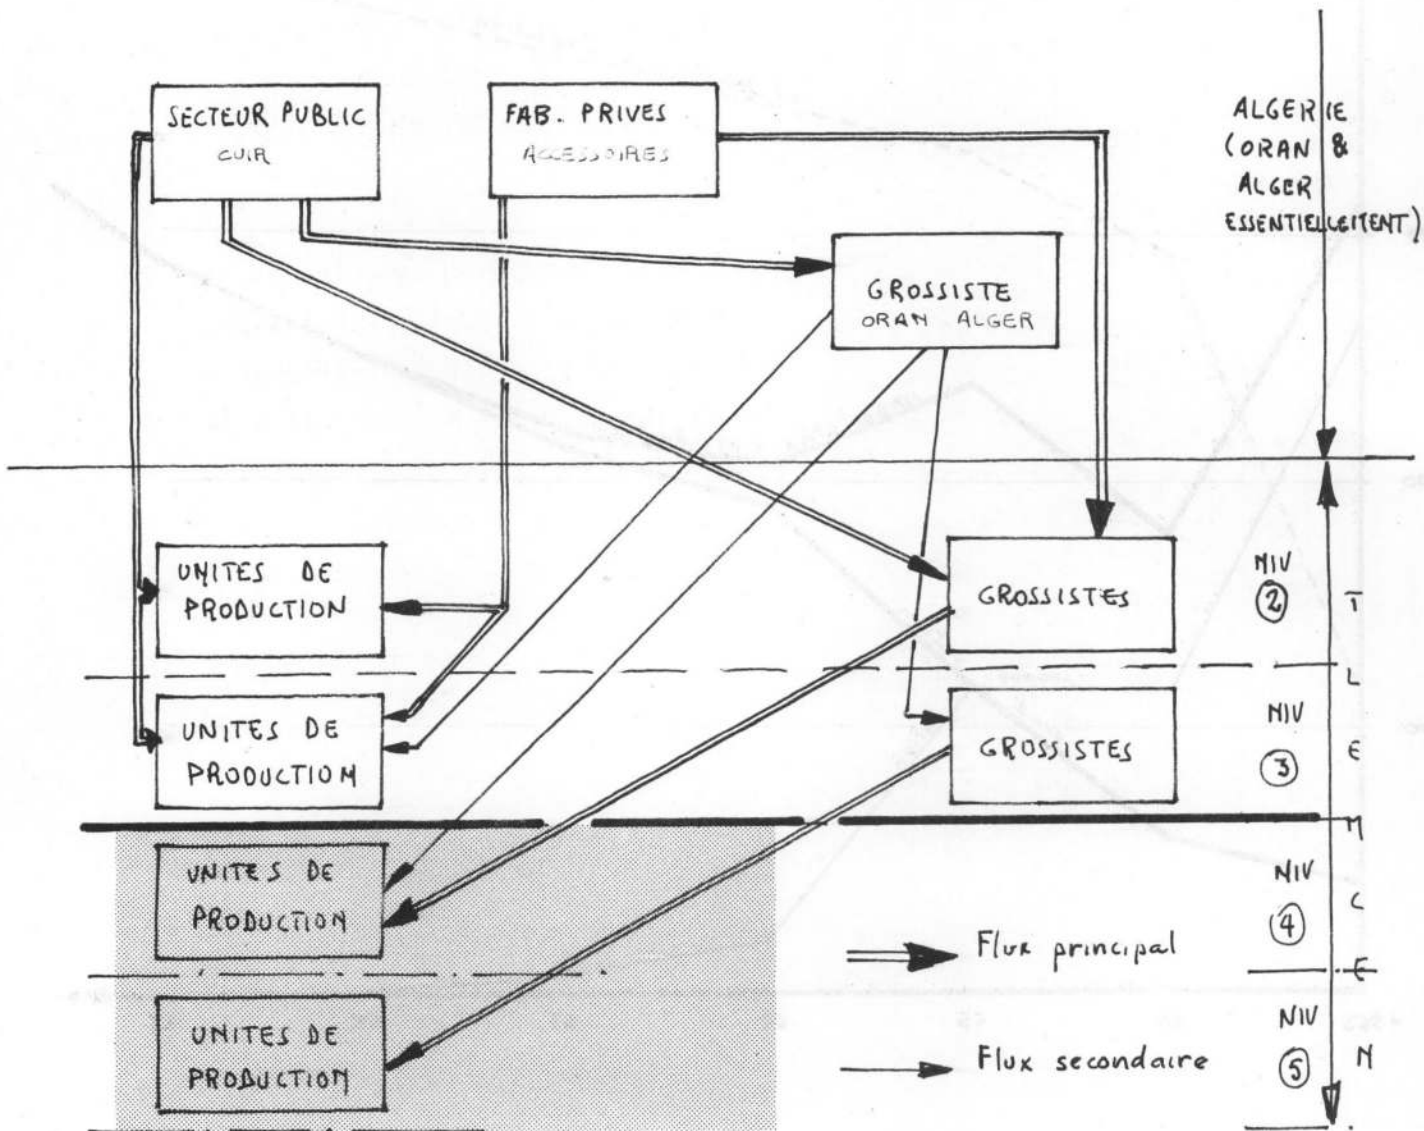 SECTEUR PUBLIC
CUIR
FAB. PRIVES
ACCESSOIRES
ALGERIE
(ORAN &
ALGER
ESSENTIELLEMENT)
GROSSISTE
ORAN ALGER
UNITES DE
PRODUCTION
GROSSISTES
NIV
2
UNITES DE
PRODUCTION
GROSSISTES
NIV
3
TLEMCEN
UNITES DE
PRODUCTION
NIV
4
Flux principal
UNITES DE
PRODUCTION
NIV
5
Flux secondaire